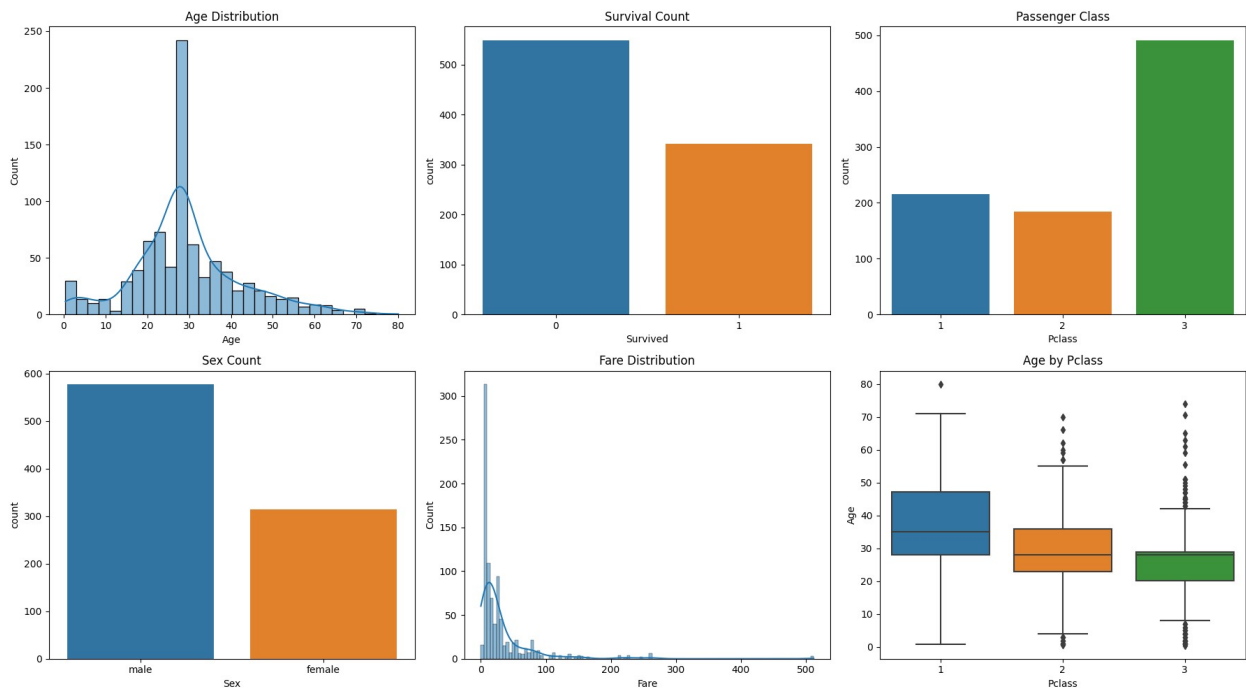 Age Distribution
250
200
150
100
50
0
Count
0 10 20 30 40 50 60 70 80
Age
Survival Count
500
400
300
200
100
0
count
0 1
Survived
Passenger Class
500
400
300
200
100
0
count
1 2 3
Pclass
Sex Count
600
500
400
300
200
100
0
count
male female
Sex
Fare Distribution
300
250
200
150
100
50
0
Count
0 100 200 300 400 500
Fare
Age by Pclass
80
70
60
50
40
30
20
10
0
Age
1 2 3
Pclass